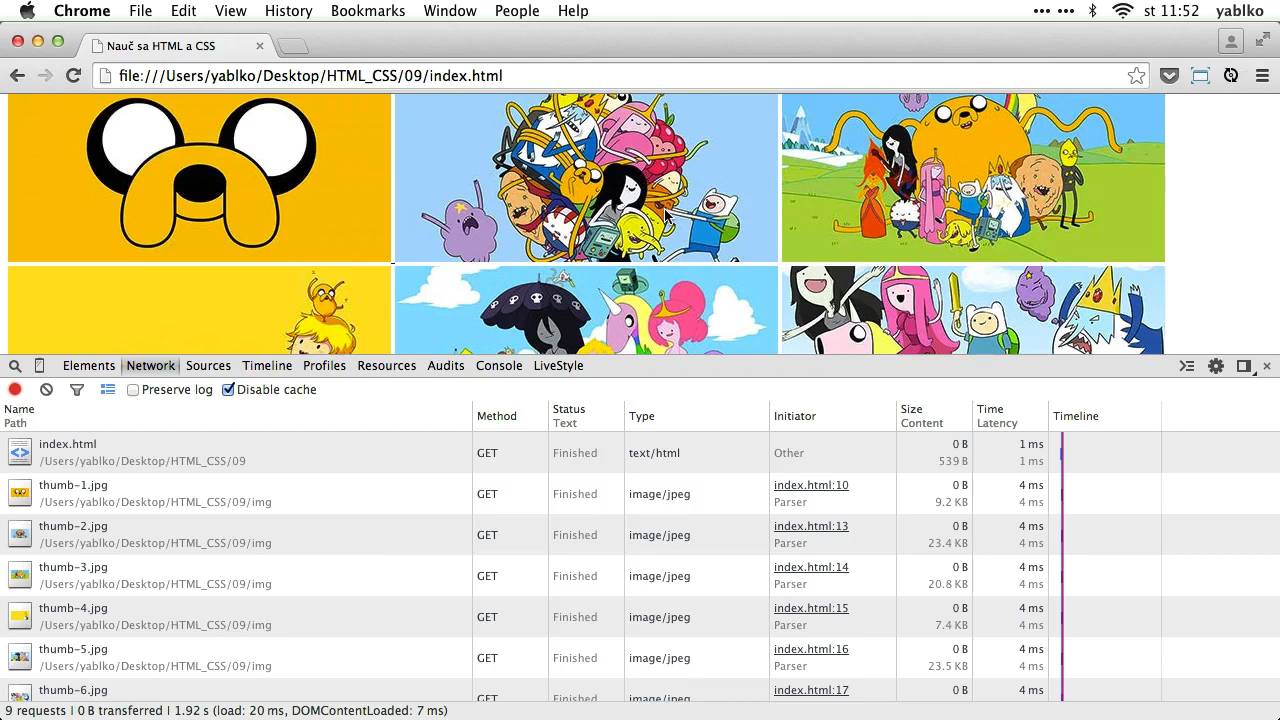 Chrome File Edit View History Bookmarks Window People Help st 11:52 yablko
Nauč sa HTML a CSS
file:///Users/yablko/Desktop/HTML_CSS/09/index.html
Elements Network Sources Timeline Profiles Resources Audits Console LiveStyle
Preserve log Disable cache
Name Path Method Status Text Type Initiator Size Content Time Latency Timeline
index.html GET Finished text/html Other 0 B 1 ms
/Users/yablko/Desktop/HTML_CSS/09 539 B 1 ms
thumb-1.jpg GET Finished image/jpeg index.html:10 0 B 4 ms
/Users/yablko/Desktop/HTML_CSS/09/img Parser 9.2 KB 4 ms
thumb-2.jpg GET Finished image/jpeg index.html:13 0 B 4 ms
/Users/yablko/Desktop/HTML_CSS/09/img Parser 23.4 KB 4 ms
thumb-3.jpg GET Finished image/jpeg index.html:14 0 B 4 ms
/Users/yablko/Desktop/HTML_CSS/09/img Parser 20.8 KB 4 ms
thumb-4.jpg GET Finished image/jpeg index.html:15 0 B 4 ms
/Users/yablko/Desktop/HTML_CSS/09/img Parser 7.4 KB 4 ms
thumb-5.jpg GET Finished image/jpeg index.html:16 0 B 4 ms
/Users/yablko/Desktop/HTML_CSS/09/img Parser 23.5 KB 4 ms
thumb-6.jpg GET Finished image/jpeg index.html:17 0 B 4 ms
9 requests | 0 B transferred | 1.92 s (load: 20 ms, DOMContentLoaded: 7 ms)